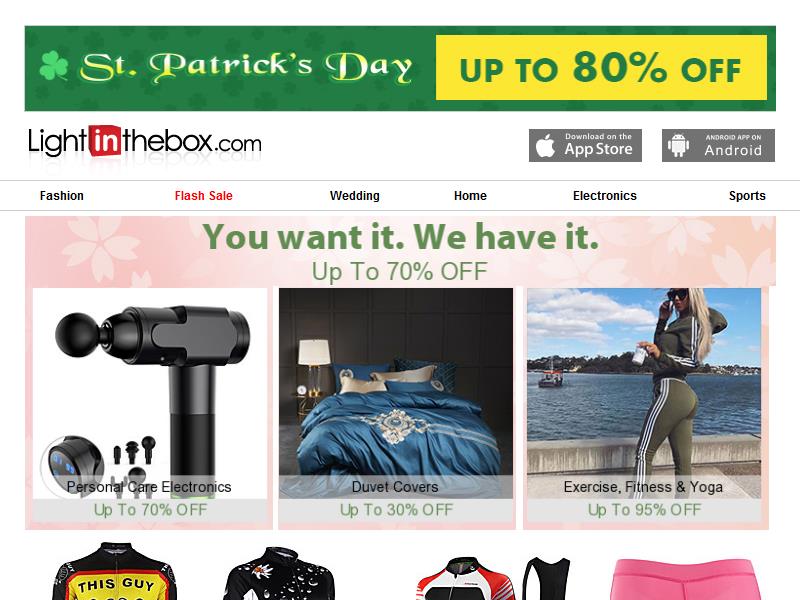 St. Patrick's Day
UP TO 80% OFF
Lightinthebox.com
Download on the
App Store
ANDROID APP ON
Android
Fashion
Flash Sale
Wedding
Home
Electronics
Sports
You want it. We have it.
Up To 70% OFF
Personal Care Electronics
Up To 70% OFF
Duvet Covers
Up To 30% OFF
Exercise, Fitness & Yoga
Up To 95% OFF
THIS GUY